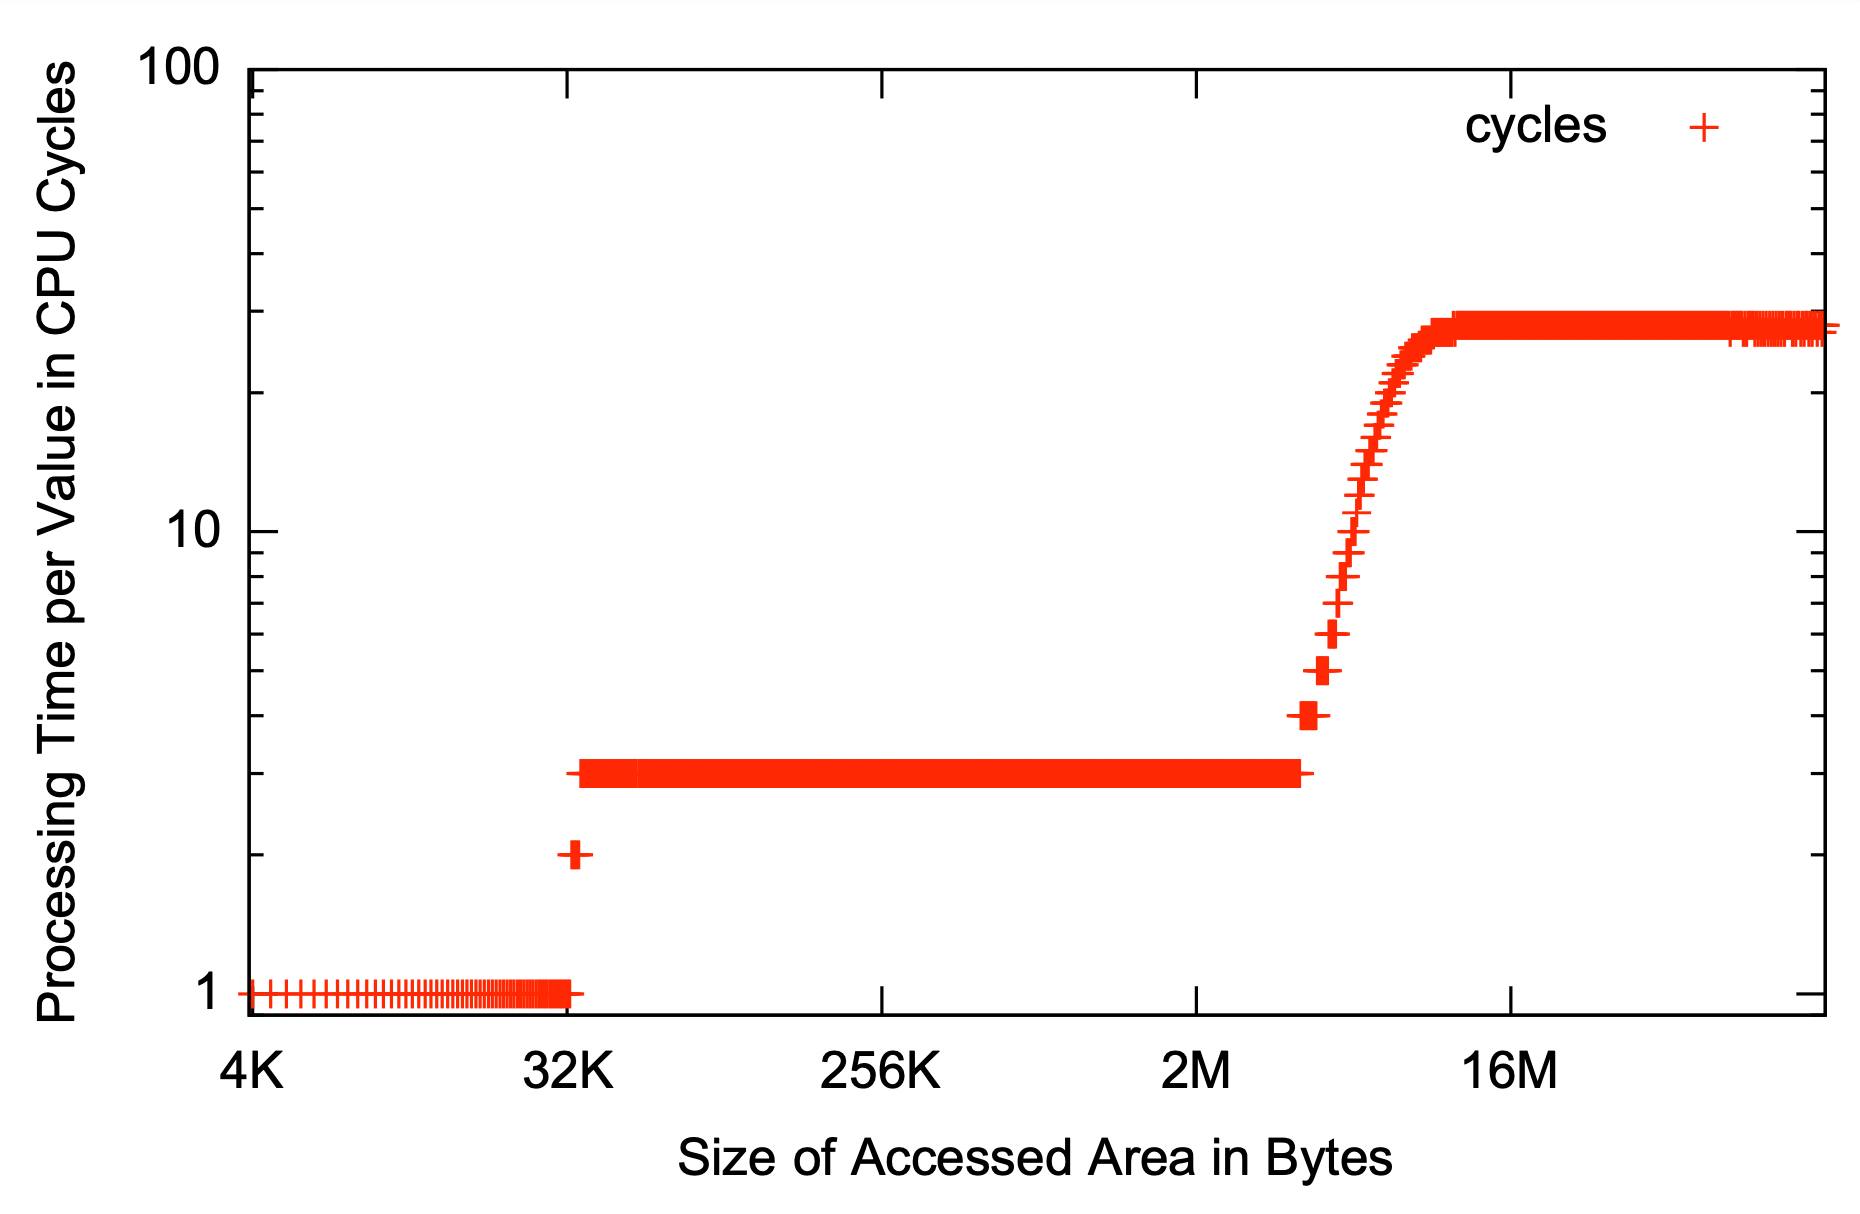 Processing Time per Value in CPU Cycles
100
10
1
cycles
4K 32K 256K 2M 16M
Size of Accessed Area in Bytes